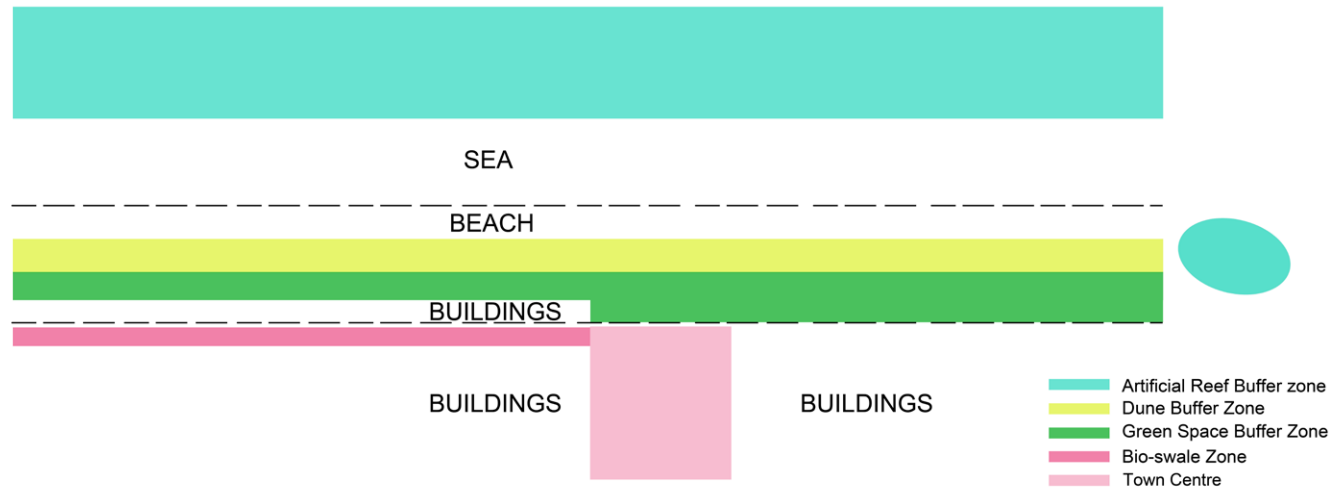 SEA
BEACH
BUILDINGS
BUILDINGS
BUILDINGS
Artificial Reef Buffer zone
Dune Buffer Zone
Green Space Buffer Zone
Bio-swale Zone
Town Centre